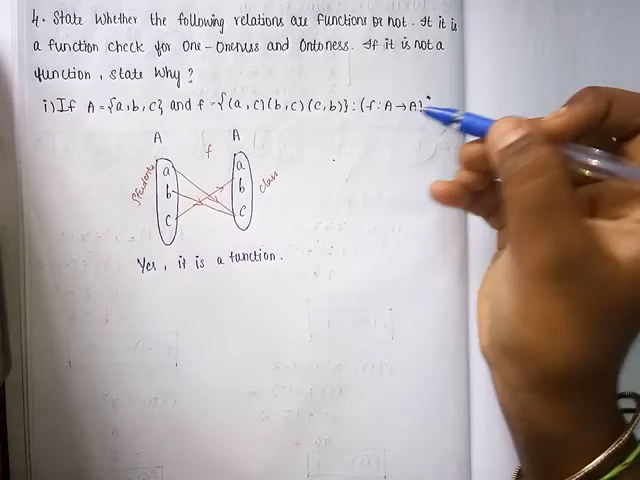 4. State Whether the following relations are functions or not. If it is
a function check for One-Oneness and Ontoness. If it is not a
function, state Why?
i) If A = {a, b, c} and f = {(a, c) (b, c) (c, b)} : (f : A → A)
A f A
students a b c a b c class
Yes, it is a function.